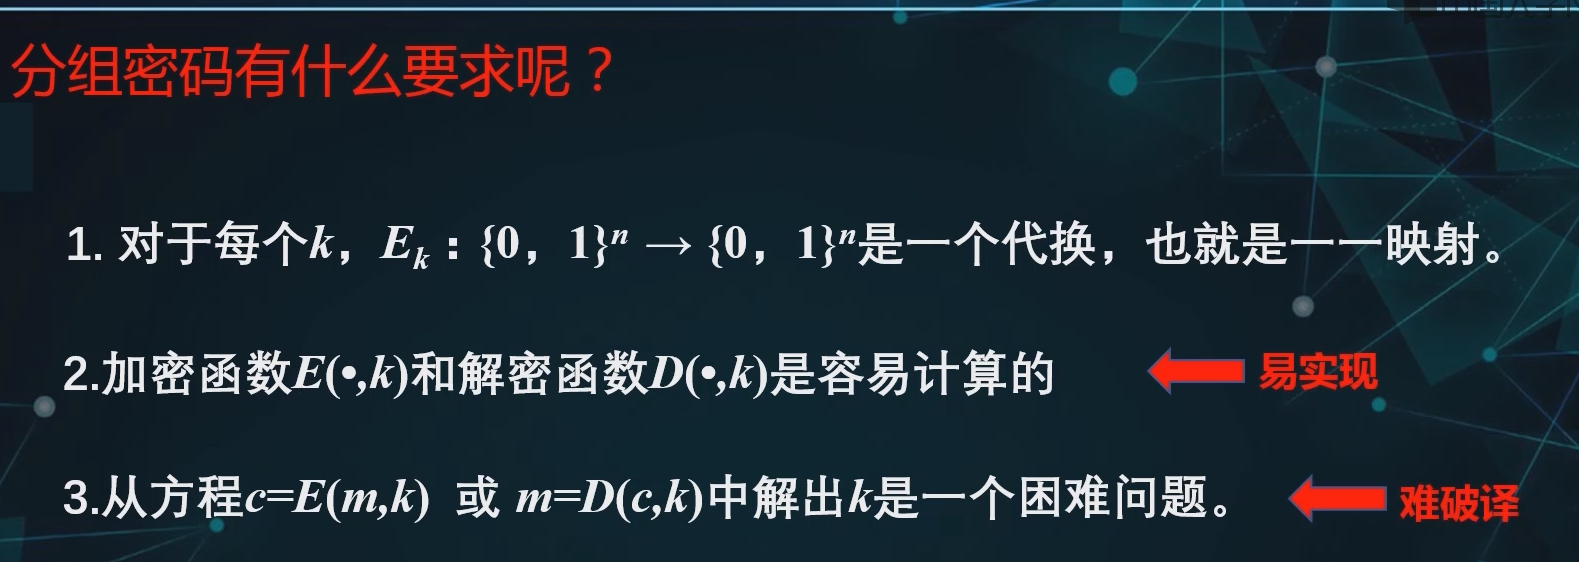 分组密码有什么要求呢？
1. 对于每个k，Eₖ：{0，1}ⁿ → {0，1}ⁿ是一个代换，也就是一一映射。
2.加密函数E(•,k)和解密函数D(•,k)是容易计算的
易实现
3.从方程c=E(m,k) 或 m=D(c,k)中解出k是一个困难问题。
难破译